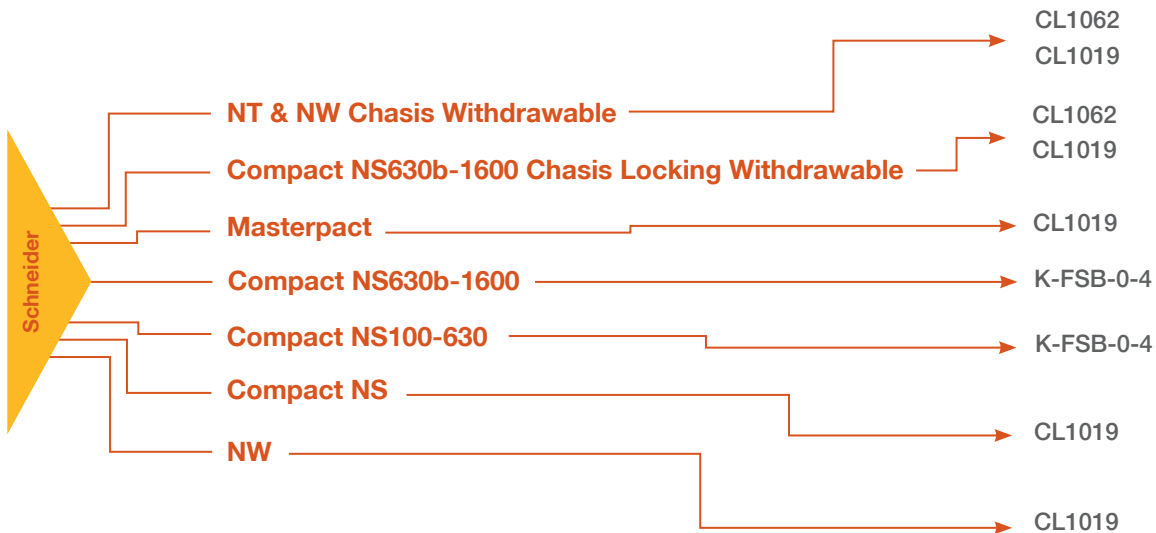 Schneider
NT & NW Chasis Withdrawable
CL1062
CL1019
Compact NS630b-1600 Chasis Locking Withdrawable
CL1062
CL1019
Masterpact
CL1019
Compact NS630b-1600
K-FSB-0-4
Compact NS100-630
K-FSB-0-4
Compact NS
CL1019
NW
CL1019